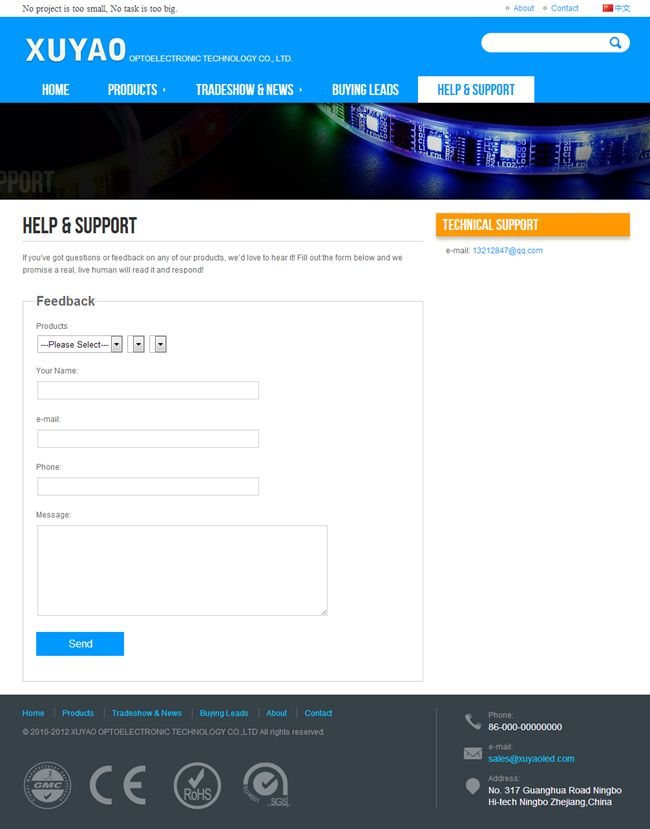 No project is too small, No task is too big.
About
Contact
中文
XUYAO OPTOELECTRONIC TECHNOLOGY CO., LTD.
HOME
PRODUCTS
TRADESHOW & NEWS
BUYING LEADS
HELP & SUPPORT
PPORT
LED1
LED2
HELP & SUPPORT
TECHNICAL SUPPORT
e-mail: 13212847@qq.com
If you've got questions or feedback on any of our products, we'd love to hear it! Fill out the form below and we
promise a real, live human will read it and respond!
Feedback
Products
---Please Select---
Your Name:
e-mail:
Phone:
Message:
Send
Home
Products
Tradeshow & News
Buying Leads
About
Contact
© 2010-2012 XUYAO OPTOELECTRONIC TECHNOLOGY CO.,LTD All rights reserved.
GMC
CE
RoHS
ISO9001
SGS
Phone:
86-000-00000000
e-mail:
sales@xuyaoled.com
Address:
No. 317 Guanghua Road Ningbo
Hi-tech Ningbo Zhejiang,China